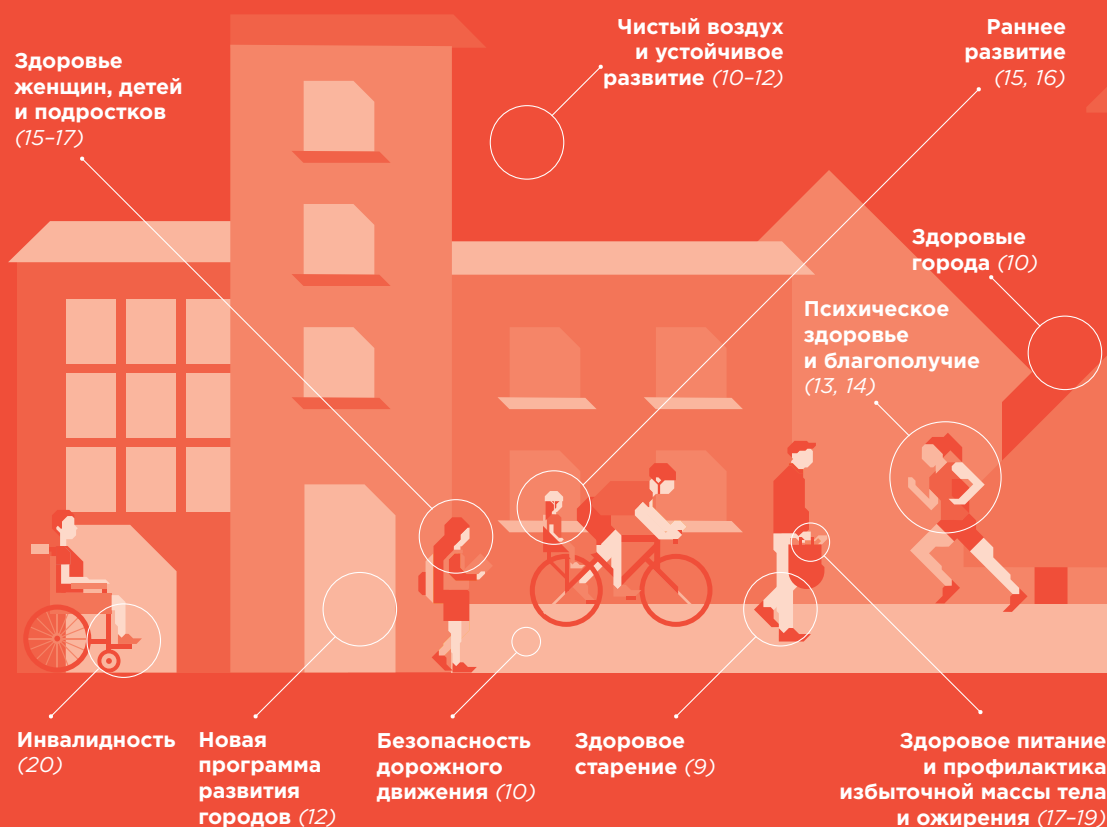 Здоровье
женщин, детей
и подростков
(15–17)
Чистый воздух
и устойчивое
развитие (10–12)
Раннее
развитие
(15, 16)
Здоровые
города (10)
Психическое
здоровье
и благополучие
(13, 14)
Инвалидность
(20)
Новая
программа
развития
городов (12)
Безопасность
дорожного
движения (10)
Здоровое
старение (9)
Здоровое питание
и профилактика
избыточной массы тела
и ожирения (17–19)